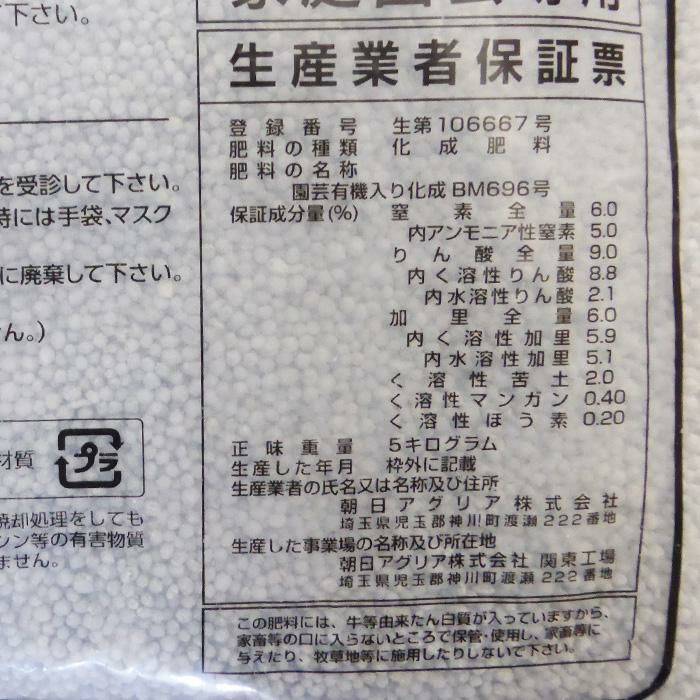 て下さい。
家庭園芸専用
生産業者保証票
登録番号 生第106667号
肥料の種類 化成肥料
肥料の名称
園芸有機入り化成BM696号
保証成分量(%) 窒素全量 6.0
内アンモニア性窒素 5.0
りん酸全量 9.0
内く溶性りん酸 8.8
内水溶性りん酸 2.1
加里全量 6.0
内く溶性加里 5.9
内水溶性加里 5.1
く溶性苦土 2.0
く溶性マンガン 0.40
く溶性ほう素 0.20
正味重量 5キログラム
生産した年月 枠外に記載
生産業者の氏名又は名称及び住所
朝日アグリア株式会社
埼玉県児玉郡神川町渡瀬222番地
生産した事業場の名称及び所在地
朝日アグリア株式会社 関東工場
埼玉県児玉郡神川町渡瀬222番地
この肥料には、牛等由来たん白質が入っていますから、
家畜等の口に入らないところで保管・使用し、家畜等に
与えたり、牧草地等に施用したりしないで下さい。
を受診して下さい。
時には手袋、マスク
に廃棄して下さい。
ん。)
材質 プラ
焼却処理をしても
シン等の有害物質
ません。